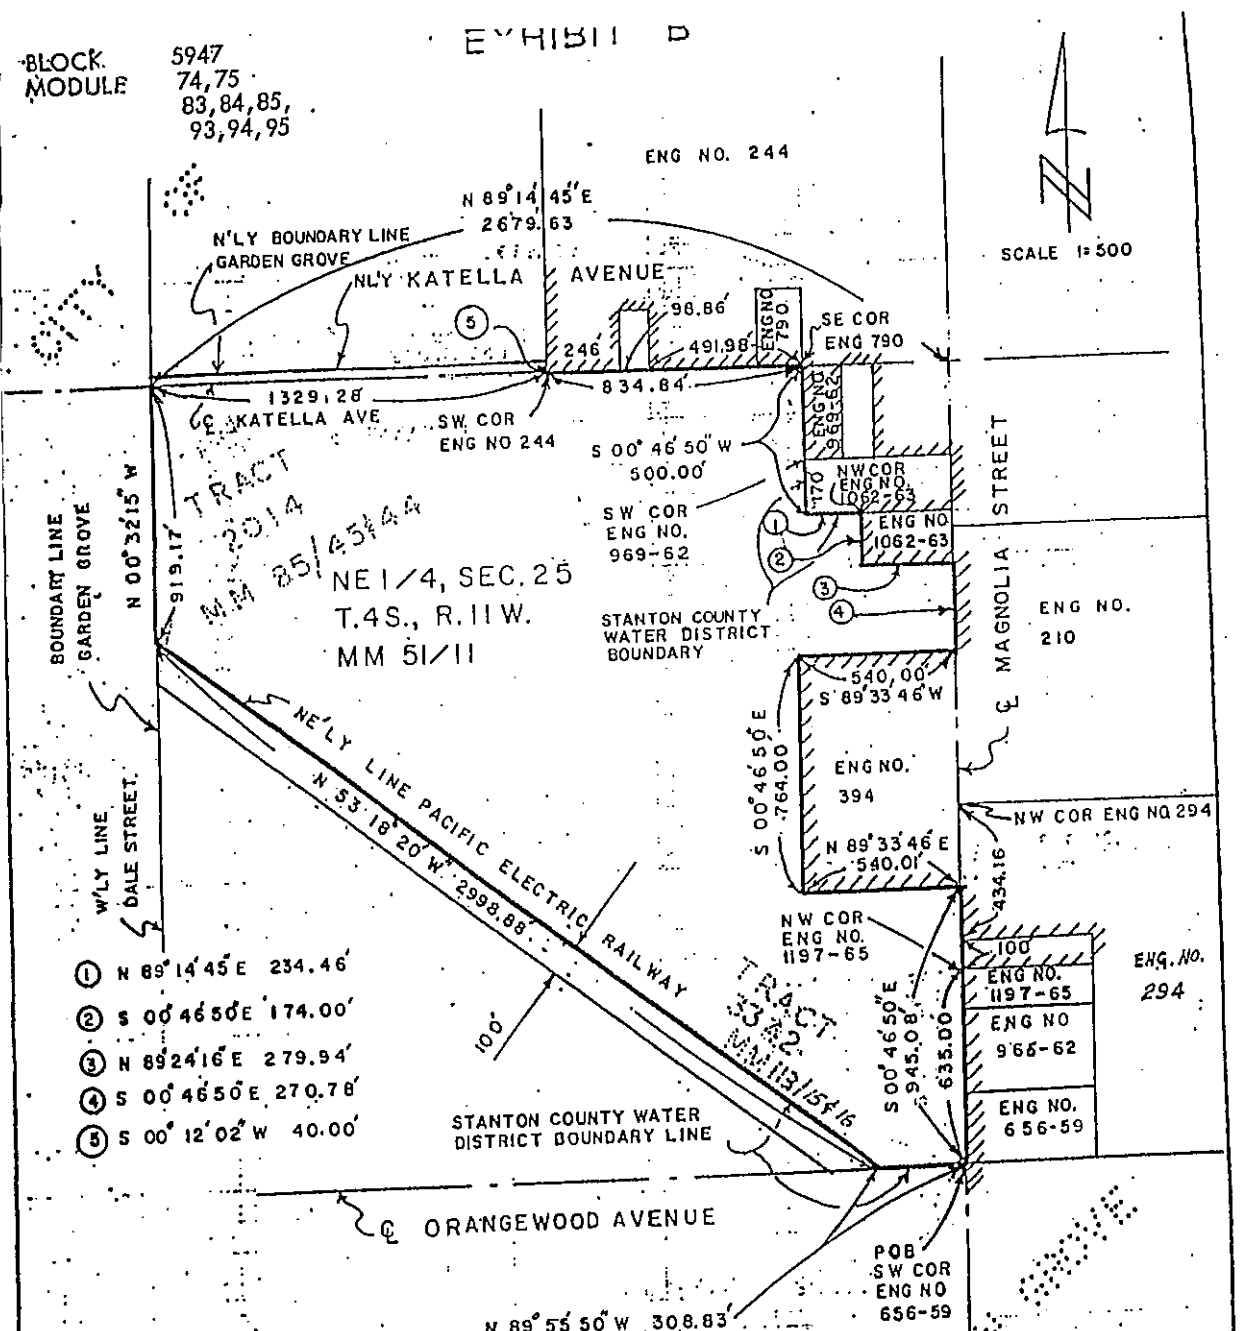 EXHIBIT B
BLOCK 5947
MODULE 74,75
83,84,85,
93,94,95
ENG NO. 244
N 89°14'45"E
2679.63
N'LY BOUNDARY LINE
GARDEN GROVE
NL'Y KATELLA AVENUE
SCALE 1=500
5
98.86'
ENG NO
790
SE COR
ENG 790
246'
491.98
1329.28'
834.84'
℄ KATELLA AVE
SW. COR
ENG NO 244
S 00°46'50"W
500.00'
ENG NO
969-62
NW COR
ENG NO.
1062-63
170
SW COR
ENG NO.
969-62
1
2
ENG NO
1062-63
3
4
STANTON COUNTY
WATER DISTRICT
BOUNDARY
ENG NO.
210
℄ MAGNOLIA STREET
BOUNDARY LINE
GARDEN GROVE
N 00°32'15"W
919.17'
TRACT
2014
MM 85/43&44
NE 1/4, SEC. 25
T.4S., R.11W.
MM 51/11
540.00'
S 89°33'46"W
S 00°46'50"E
764.00
ENG NO.
394
NE'LY LINE PACIFIC ELECTRIC RAILWAY
N 53°18'20"W 2998.88'
W'LY LINE
DALE STREET
NW COR ENG NO 294
N 89°33'46"E
540.01'
434.16
NW COR
ENG NO.
1197-65
100
ENG NO.
1197-65
ENG. NO.
294
ENG NO
966-62
ENG NO.
656-59
TRACT
3342
MM 113/15&16
S 00°46'50"E
945.08'
635.00'
100'
1 N 89°14'45"E 234.46'
2 S 00°46'50"E 174.00'
3 N 89°24'16"E 279.94'
4 S 00°46'50"E 270.78'
5 S 00°12'02"W 40.00'
STANTON COUNTY WATER
DISTRICT BOUNDARY LINE
℄ ORANGEWOOD AVENUE
POB
SW COR
ENG NO
656-59
N 89°55'50"W 308.83'